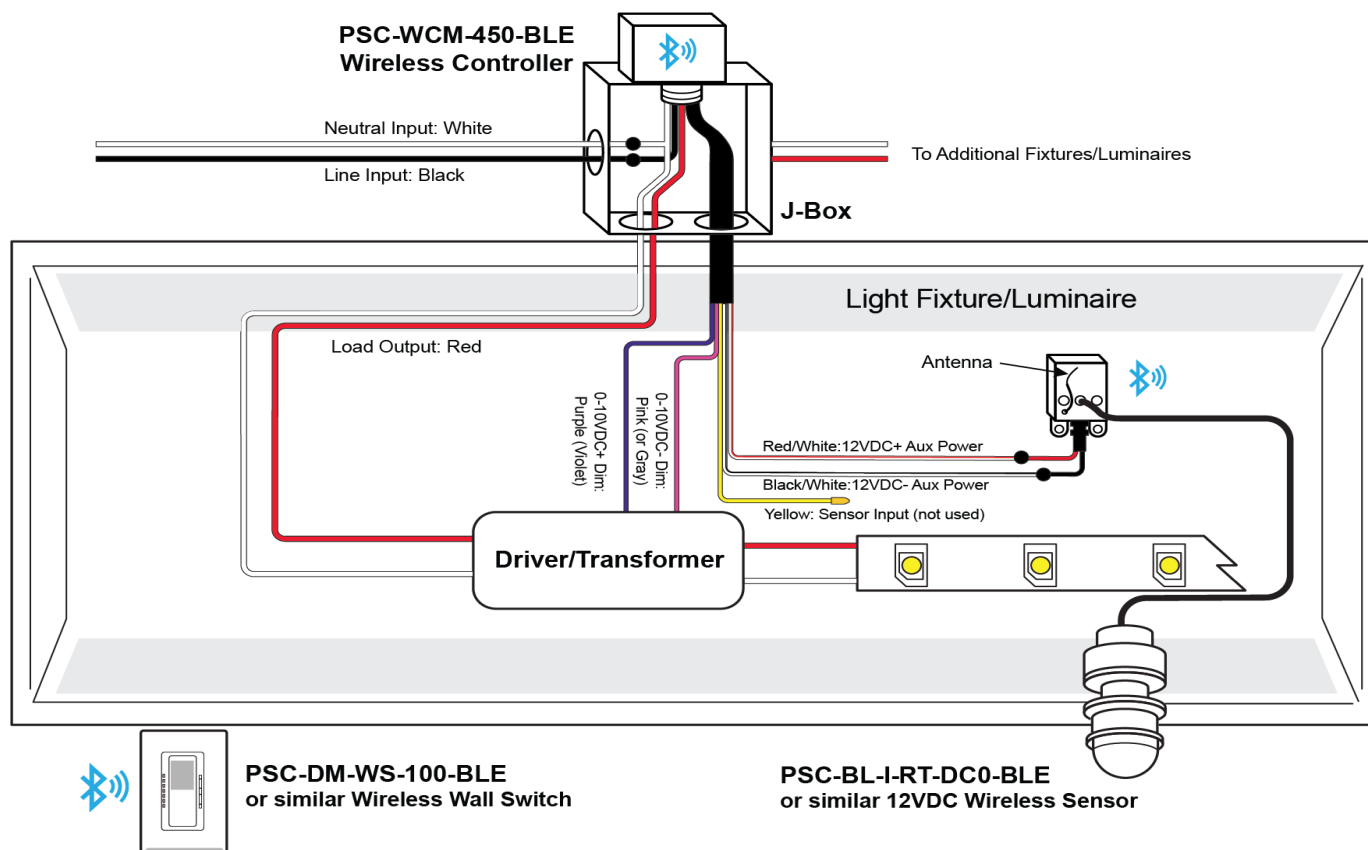 PSC-WCM-450-BLE
Wireless Controller
Neutral Input: White
Line Input: Black
To Additional Fixtures/Luminaires
J-Box
Light Fixture/Luminaire
Load Output: Red
Antenna
0-10VDC+ Dim:
Purple (Violet)
0-10VDC- Dim:
Pink (or Gray)
Red/White:12VDC+ Aux Power
Black/White:12VDC- Aux Power
Yellow: Sensor Input (not used)
Driver/Transformer
PSC-DM-WS-100-BLE
or similar Wireless Wall Switch
PSC-BL-I-RT-DC0-BLE
or similar 12VDC Wireless Sensor